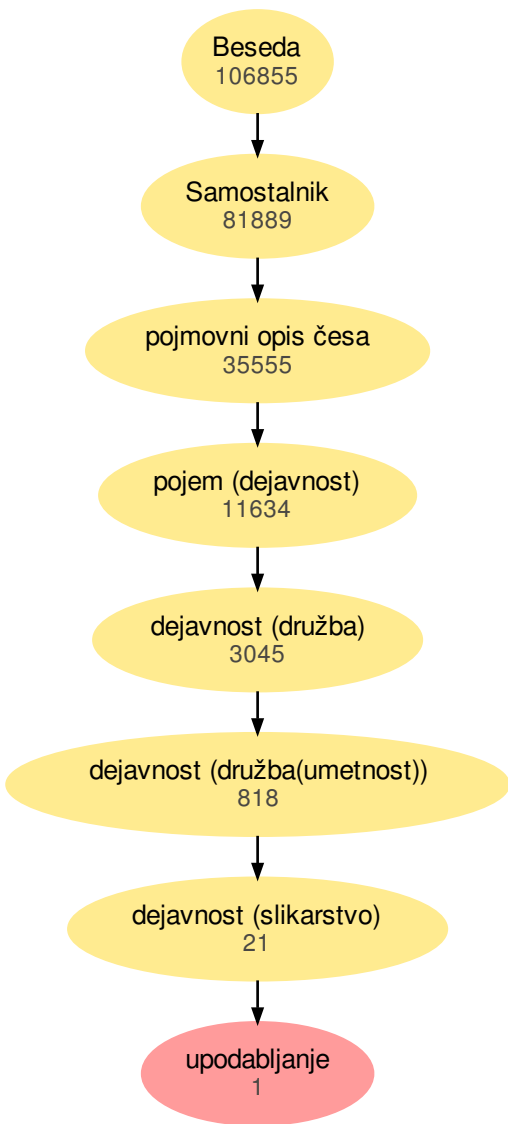 Beseda
106855
Samostalnik
81889
pojmovni opis česa
35555
pojem (dejavnost)
11634
dejavnost (družba)
3045
dejavnost (družba(umetnost))
818
dejavnost (slikarstvo)
21
upodabljanje
1